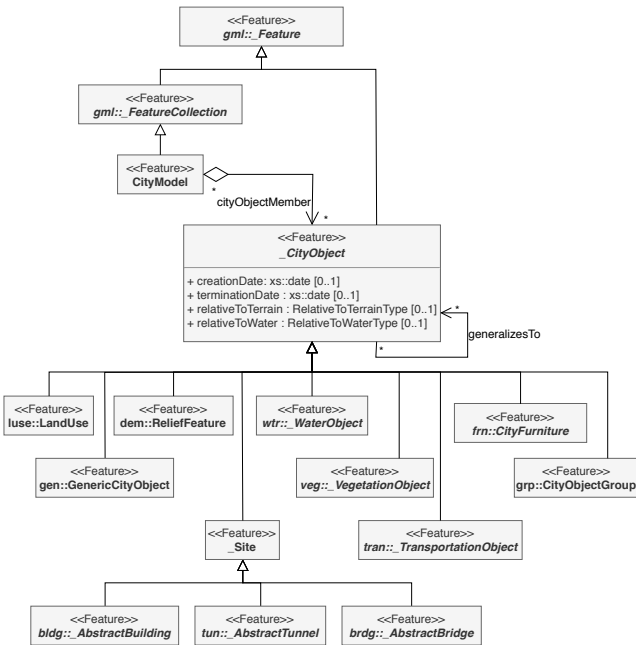 <<Feature>>
gml::_Feature
<<Feature>>
gml::_FeatureCollection
<<Feature>>
CityModel
*
cityObjectMember
*
<<Feature>>
_CityObject
+ creationDate: xs::date [0..1]
+ terminationDate : xs::date [0..1]
+ relativeToTerrain : RelativeToTerrainType [0..1]
+ relativeToWater : RelativeToWaterType [0..1]
*
generalizesTo
*
<<Feature>>
luse::LandUse
<<Feature>>
dem::ReliefFeature
<<Feature>>
wtr::_WaterObject
<<Feature>>
frn::CityFurniture
<<Feature>>
gen::GenericCityObject
<<Feature>>
veg::_VegetationObject
<<Feature>>
grp::CityObjectGroup
<<Feature>>
_Site
<<Feature>>
tran::_TransportationObject
<<Feature>>
bldg::_AbstractBuilding
<<Feature>>
tun::_AbstractTunnel
<<Feature>>
brdg::_AbstractBridge